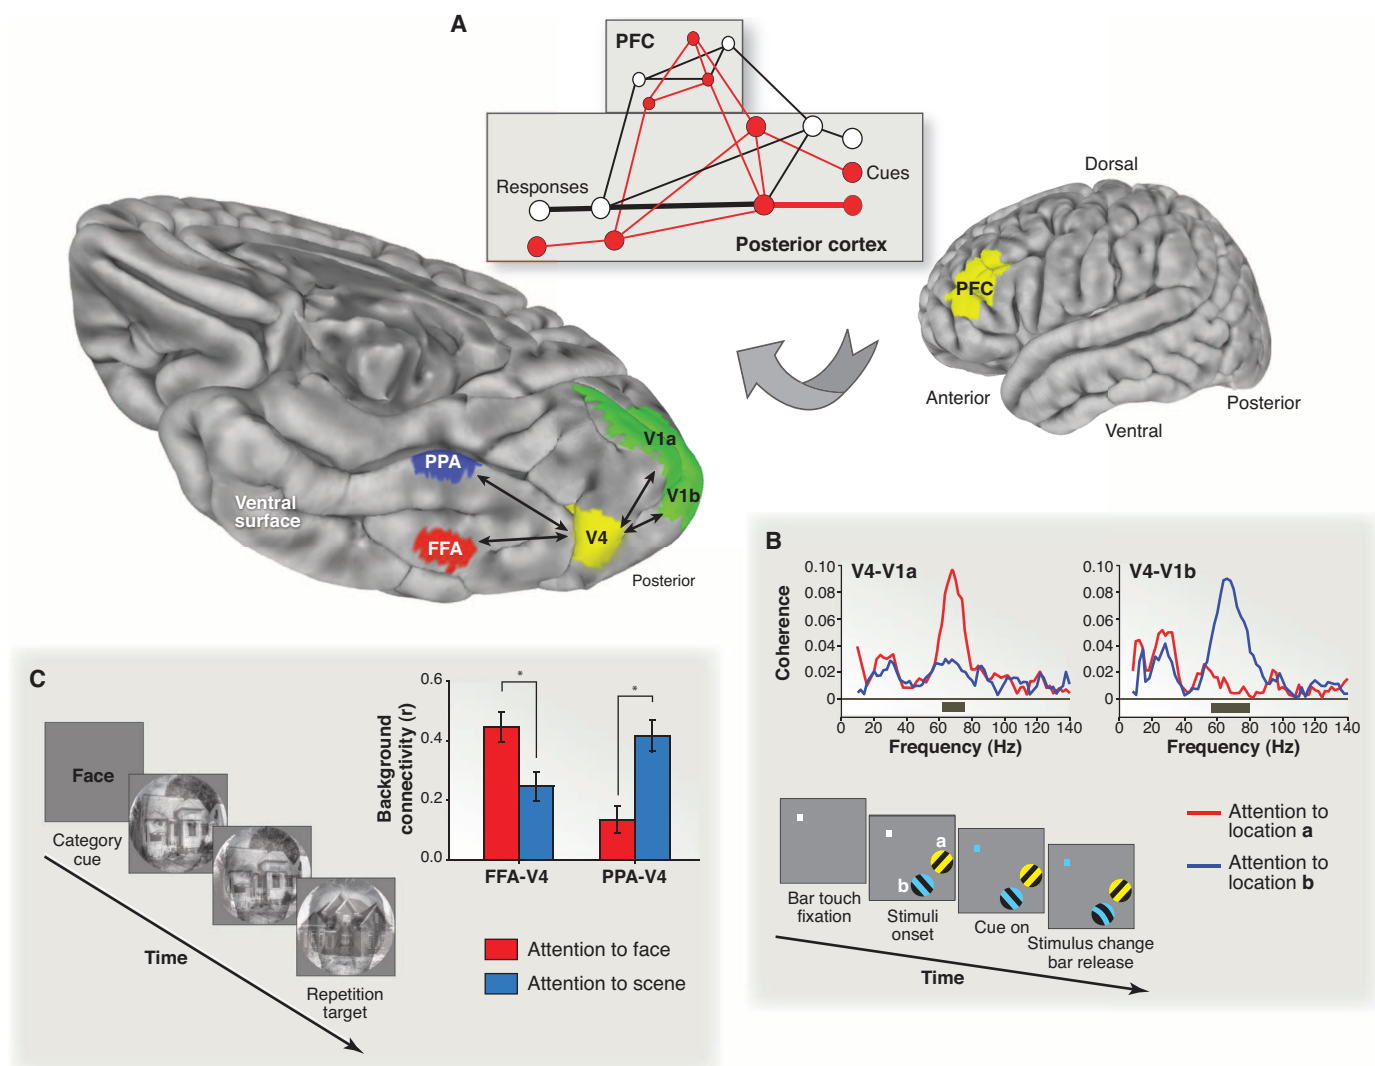 A
PFC
Responses
Cues
Posterior cortex
Dorsal
PFC
Anterior
Posterior
Ventral
V1a
PPA
V1b
Ventral
surface
FFA
V4
Posterior
B
V4-V1a
V4-V1b
Coherence
0.10
0.10
0.08
0.08
0.06
0.06
0.04
0.04
0.02
0.02
0
0
0 20 40 60 80 100 120 140
0 20 40 60 80 100 120 140
Frequency (Hz)
Frequency (Hz)
a
b
Bar touch
fixation
Stimuli
onset
Cue on
Stimulus change
bar release
Time
Attention to
location a
Attention to
location b
C
Face
Category
cue
Time
Repetition
target
Background
connectivity (r)
0.6
0.4
0.2
0.0
*
*
FFA-V4
PPA-V4
Attention to face
Attention to scene